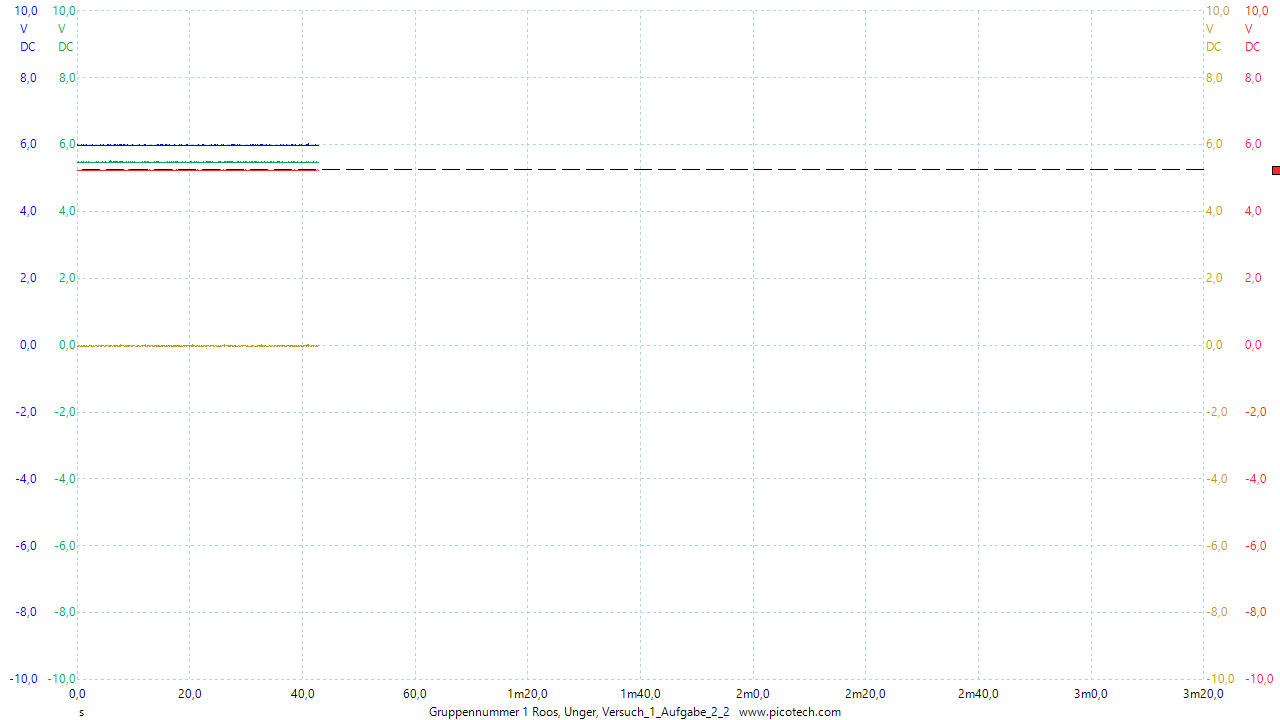 10,0 10,0 10,0 10,0
V V V V
DC DC DC DC
8,0 8,0 8,0 8,0
6,0 6,0 6,0 6,0
4,0 4,0 4,0 4,0
2,0 2,0 2,0 2,0
0,0 0,0 0,0 0,0
-2,0 -2,0 -2,0 -2,0
-4,0 -4,0 -4,0 -4,0
-6,0 -6,0 -6,0 -6,0
-8,0 -8,0 -8,0 -8,0
-10,0 -10,0 -10,0 -10,0
0,0 20,0 40,0 60,0 1m20,0 1m40,0 2m0,0 2m20,0 2m40,0 3m0,0 3m20,0
s Gruppennummer 1 Roos, Unger, Versuch_1_Aufgabe_2_2 www.picotech.com